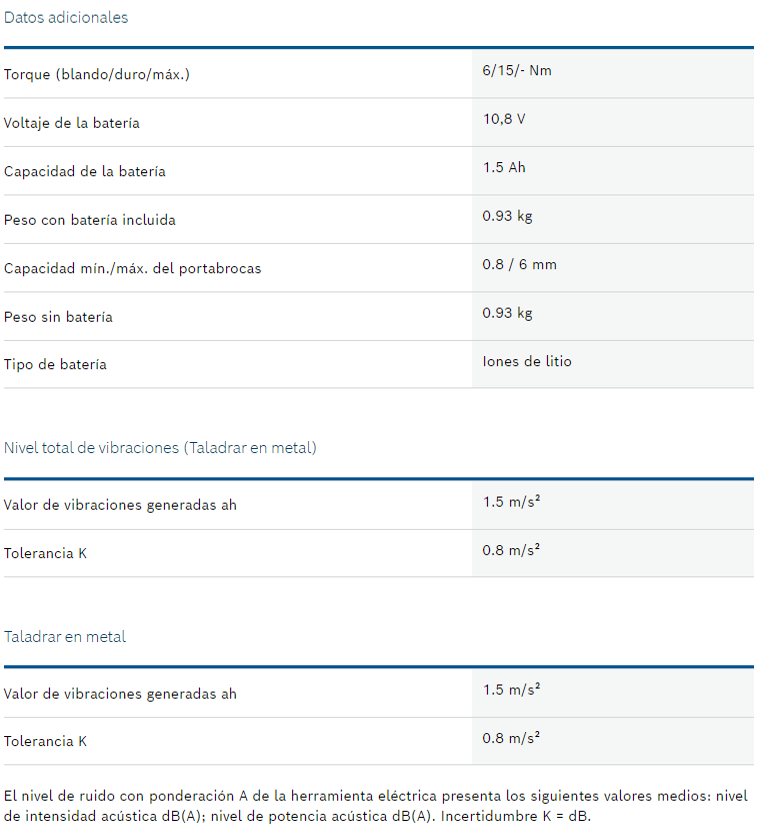 Datos adicionales
Torque (blando/duro/máx.) 6/15/- Nm
Voltaje de la batería 10,8 V
Capacidad de la batería 1.5 Ah
Peso con batería incluida 0.93 kg
Capacidad mín./máx. del portabrocas 0.8 / 6 mm
Peso sin batería 0.93 kg
Tipo de batería Iones de litio
Nivel total de vibraciones (Taladrar en metal)
Valor de vibraciones generadas ah 1.5 m/s²
Tolerancia K 0.8 m/s²
Taladrar en metal
Valor de vibraciones generadas ah 1.5 m/s²
Tolerancia K 0.8 m/s²
El nivel de ruido con ponderación A de la herramienta eléctrica presenta los siguientes valores medios: nivel
de intensidad acústica dB(A); nivel de potencia acústica dB(A). Incertidumbre K = dB.